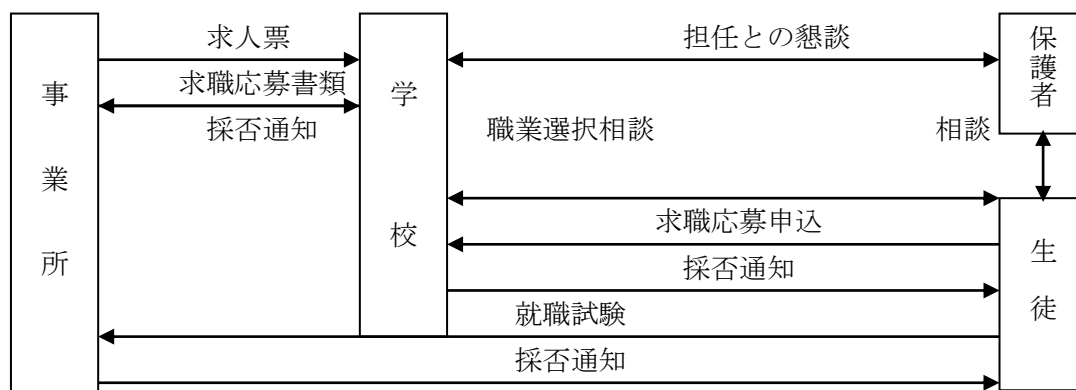 求人票
求職応募書類
採否通知
事業所
学校
担任との懇談
保護者
職業選択相談
相談
求職応募申込
採否通知
生徒
就職試験
採否通知